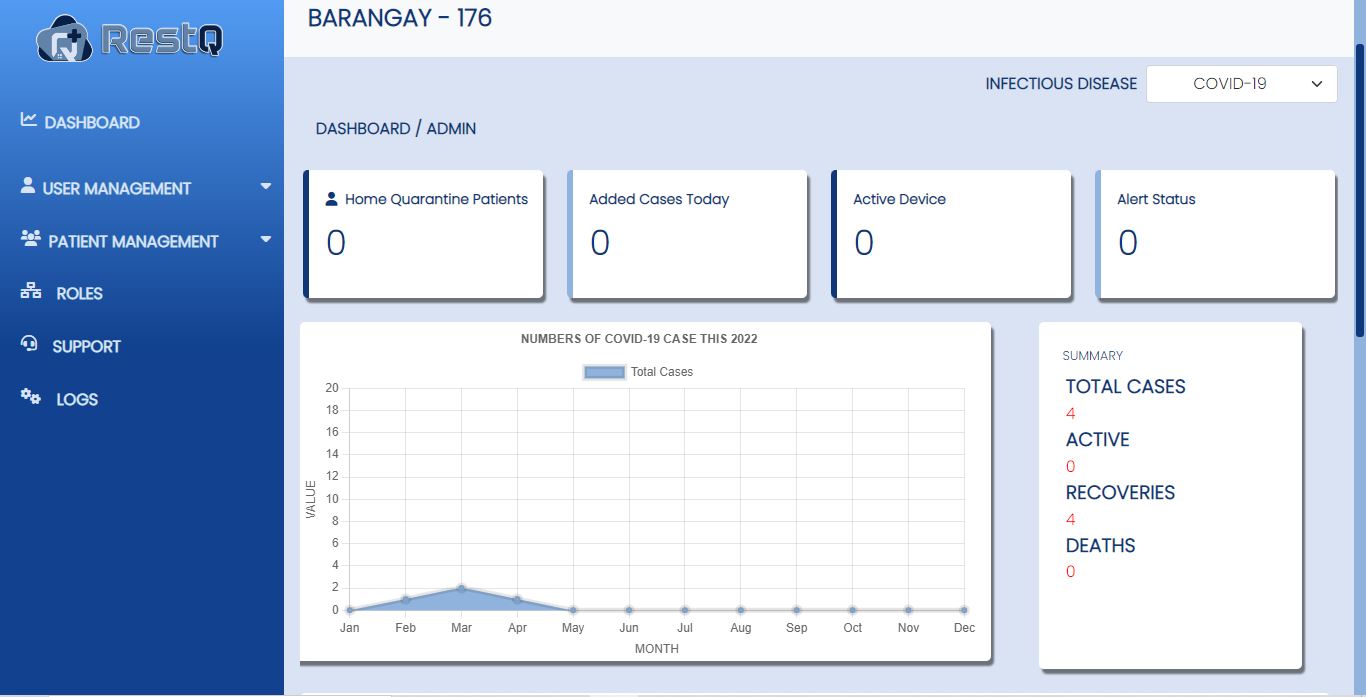 RestQ
DASHBOARD
USER MANAGEMENT
PATIENT MANAGEMENT
ROLES
SUPPORT
LOGS
BARANGAY - 176
INFECTIOUS DISEASE COVID-19
DASHBOARD / ADMIN
Home Quarantine Patients
0
Added Cases Today
0
Active Device
0
Alert Status
0
NUMBERS OF COVID-19 CASE THIS 2022
Total Cases
VALUE
20
18
16
14
12
10
8
6
4
2
0
Jan Feb Mar Apr May Jun Jul Aug Sep Oct Nov Dec
MONTH
SUMMARY
TOTAL CASES
4
ACTIVE
0
RECOVERIES
4
DEATHS
0